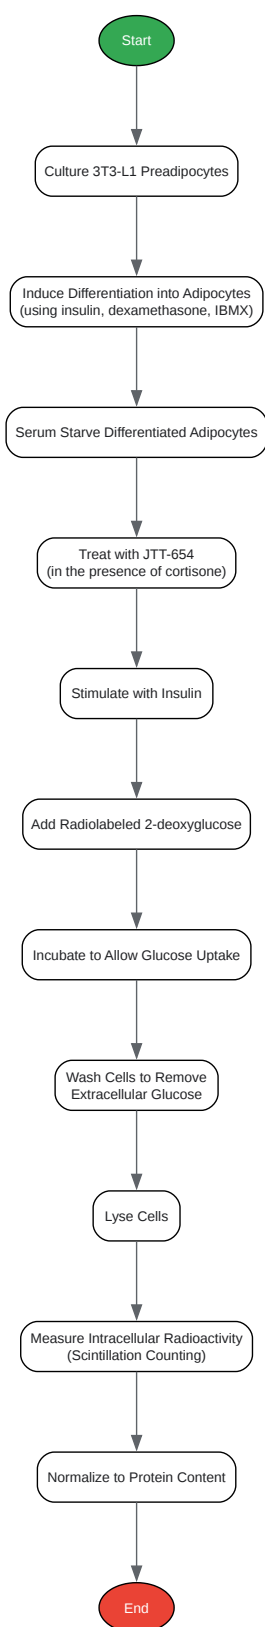 Start
Culture 3T3-L1 Preadipocytes
Induce Differentiation into Adipocytes
(using insulin, dexamethasone, IBMX)
Serum Starve Differentiated Adipocytes
Treat with JTT-654
(in the presence of cortisone)
Stimulate with Insulin
Add Radiolabeled 2-deoxyglucose
Incubate to Allow Glucose Uptake
Wash Cells to Remove
Extracellular Glucose
Lyse Cells
Measure Intracellular Radioactivity
(Scintillation Counting)
Normalize to Protein Content
End